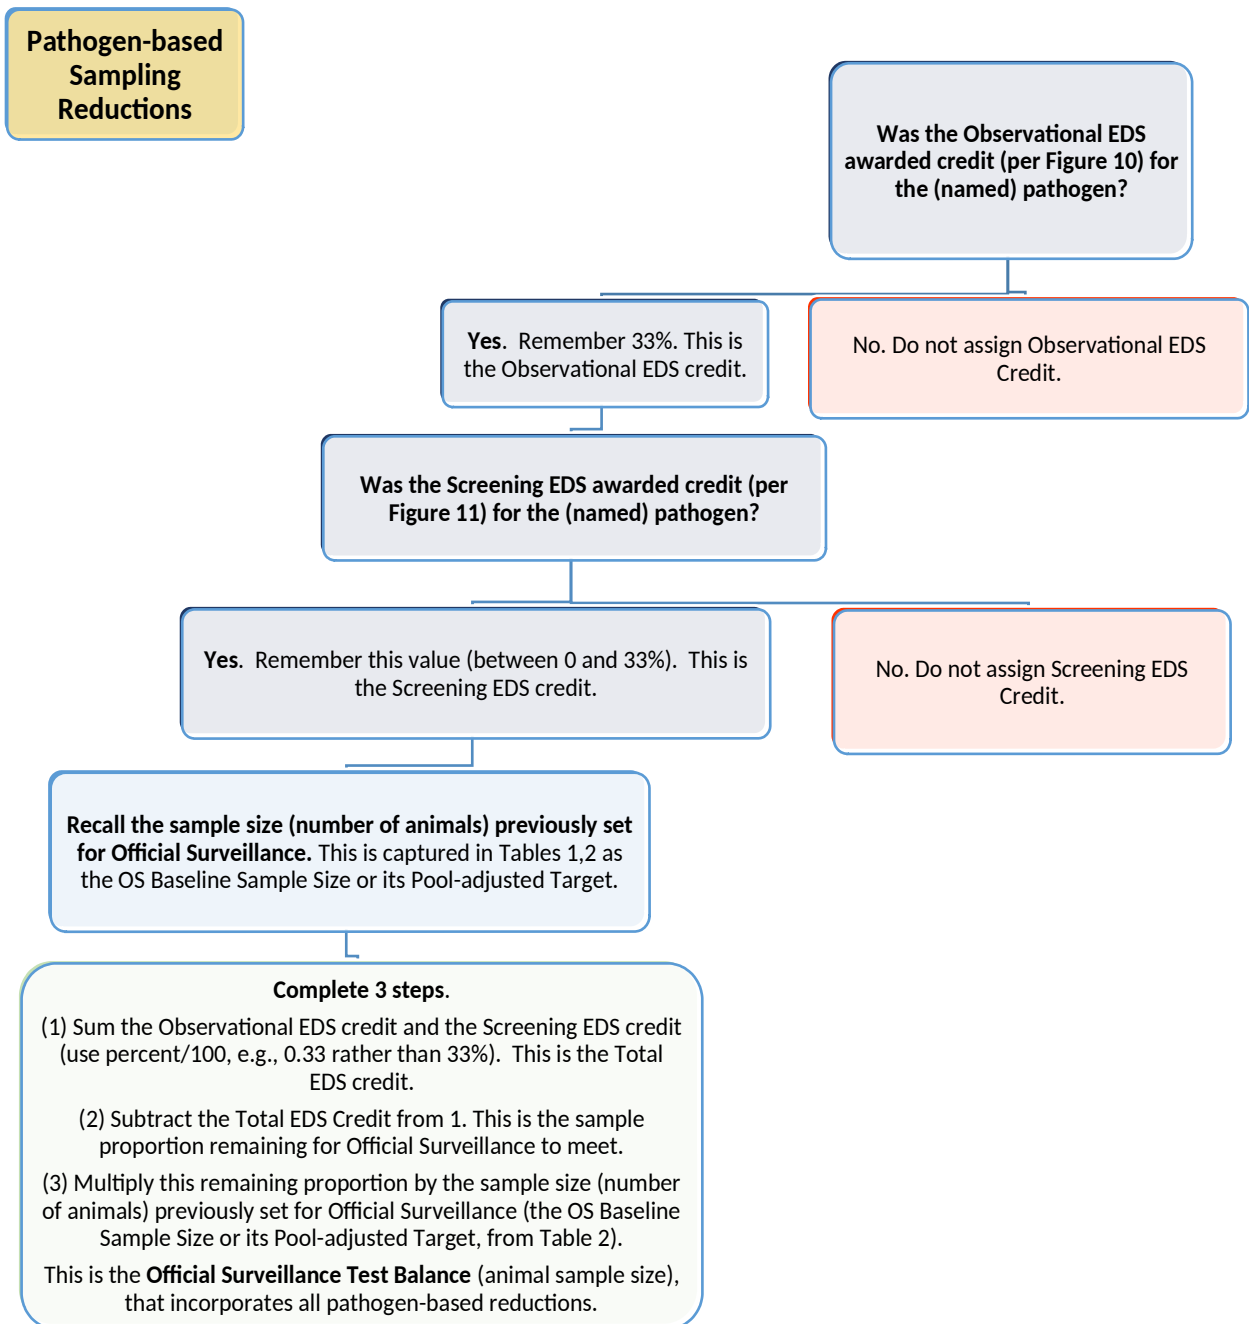 Pathogen-based
Sampling
Reductions
Was the Observational EDS
awarded credit (per Figure 10) for
the (named) pathogen?
Yes.  Remember 33%. This is
the Observational EDS credit.
No. Do not assign Observational EDS
Credit.
Was the Screening EDS awarded credit (per
Figure 11) for the (named) pathogen?
Yes.  Remember this value (between 0 and 33%).  This is
the Screening EDS credit.
No. Do not assign Screening EDS
Credit.
Recall the sample size (number of animals) previously set
for Official Surveillance. This is captured in Tables 1,2 as
the OS Baseline Sample Size or its Pool-adjusted Target.
Complete 3 steps.
(1) Sum the Observational EDS credit and the Screening EDS credit
(use percent/100, e.g., 0.33 rather than 33%).  This is the Total
EDS credit.
(2) Subtract the Total EDS Credit from 1. This is the sample
proportion remaining for Official Surveillance to meet.
(3) Multiply this remaining proportion by the sample size (number
of animals) previously set for Official Surveillance (the OS Baseline
Sample Size or its Pool-adjusted Target, from Table 2).
This is the Official Surveillance Test Balance (animal sample size),
that incorporates all pathogen-based reductions.